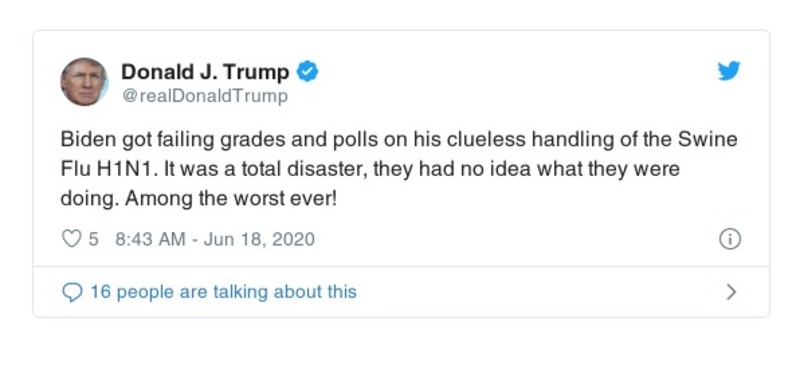 Donald J. Trump
@realDonaldTrump
Biden got failing grades and polls on his clueless handling of the Swine
Flu H1N1. It was a total disaster, they had no idea what they were
doing. Among the worst ever!
5 8:43 AM - Jun 18, 2020
16 people are talking about this